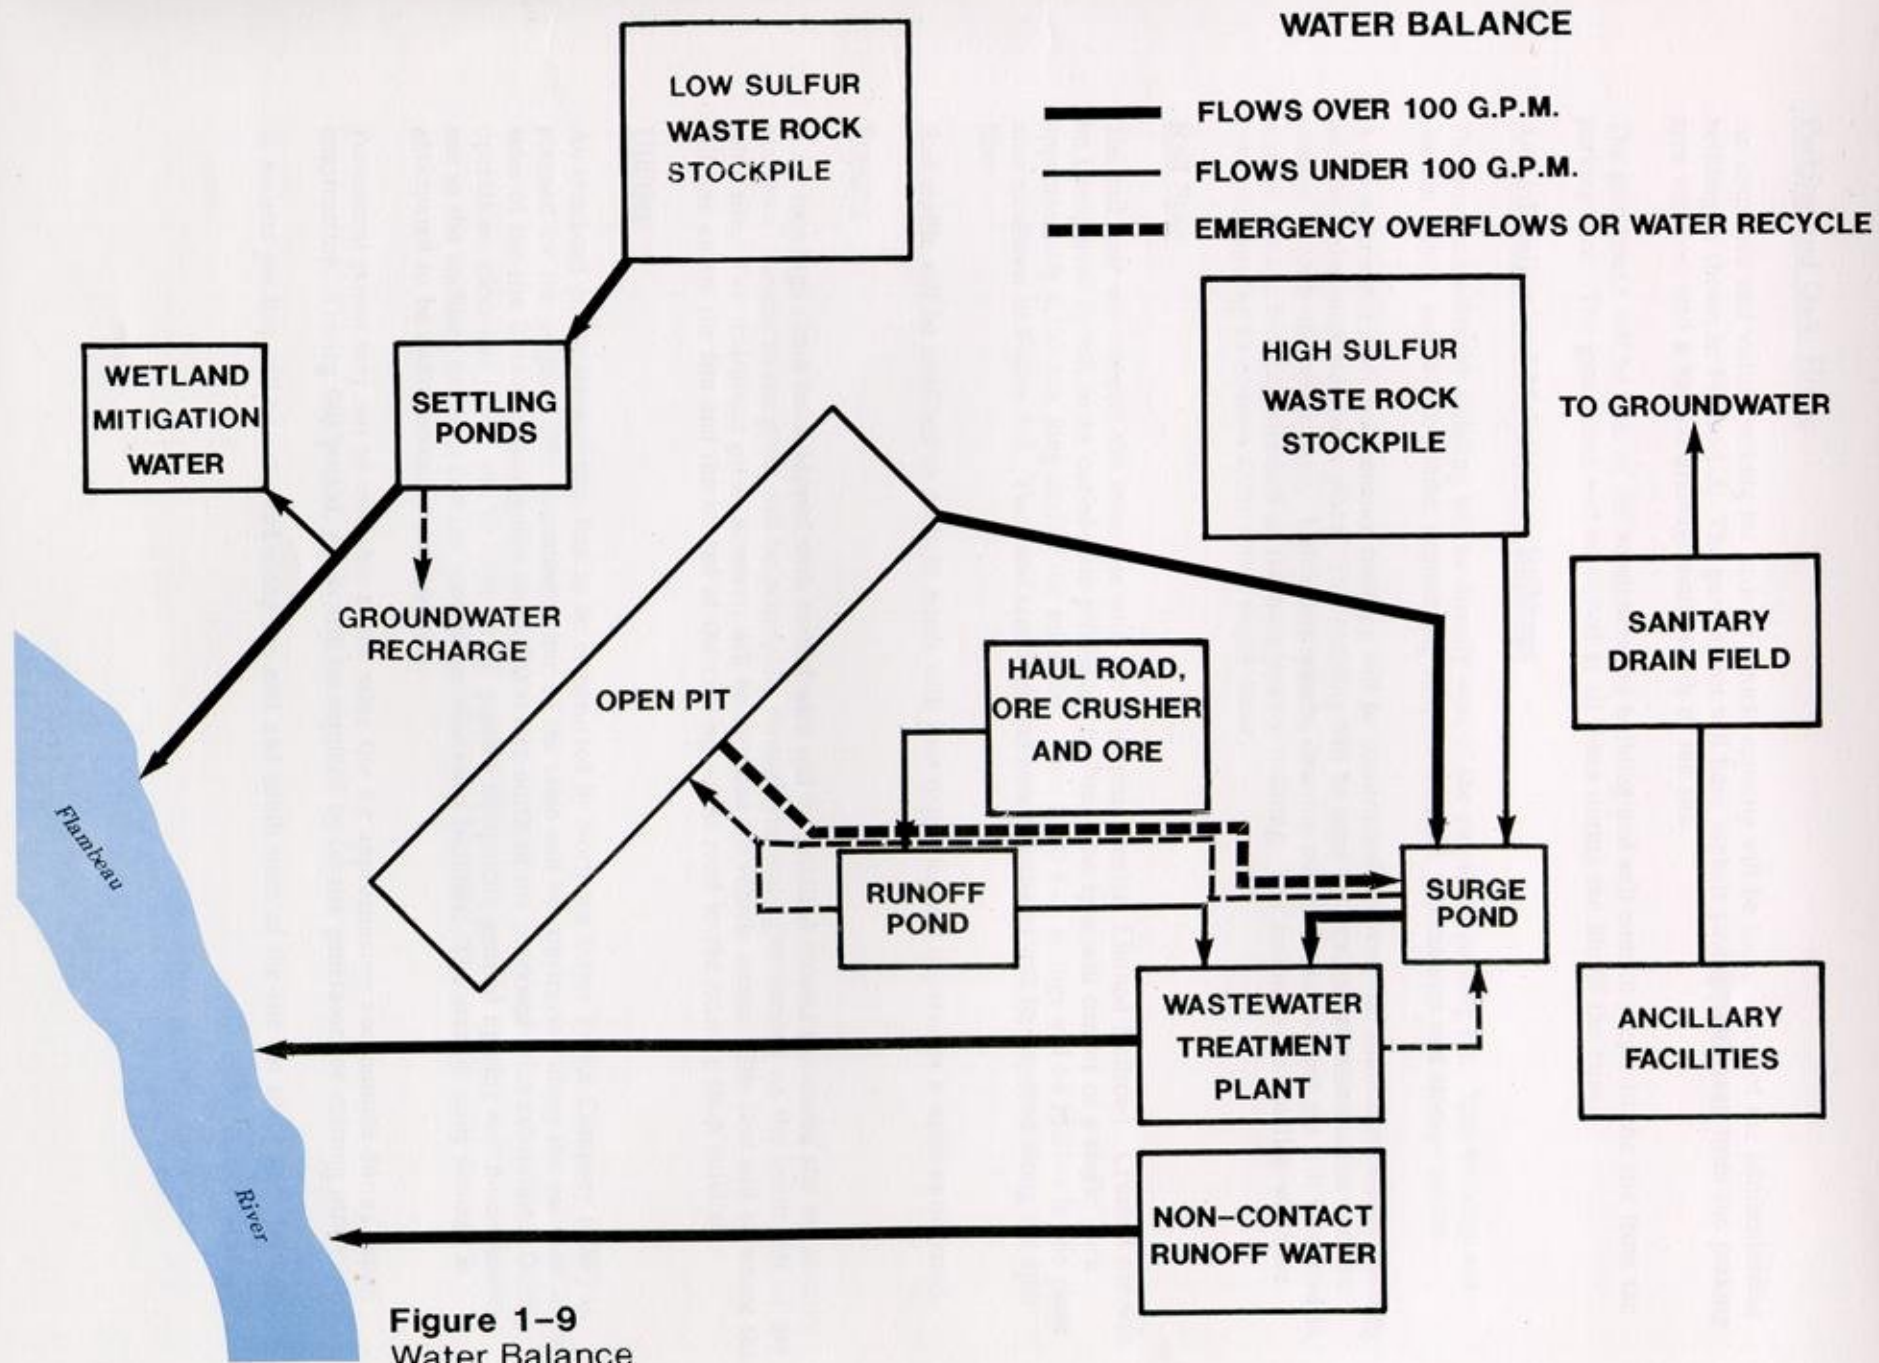 WATER BALANCE
FLOWS OVER 100 G.P.M.
FLOWS UNDER 100 G.P.M.
EMERGENCY OVERFLOWS OR WATER RECYCLE
LOW SULFUR
WASTE ROCK
STOCKPILE
HIGH SULFUR
WASTE ROCK
STOCKPILE
WETLAND
MITIGATION
WATER
SETTLING
PONDS
TO GROUNDWATER
GROUNDWATER
RECHARGE
SANITARY
DRAIN FIELD
OPEN PIT
HAUL ROAD,
ORE CRUSHER
AND ORE
RUNOFF
POND
SURGE
POND
Flambeau
River
WASTEWATER
TREATMENT
PLANT
ANCILLARY
FACILITIES
NON-CONTACT
RUNOFF WATER
Figure 1-9
Water Balance